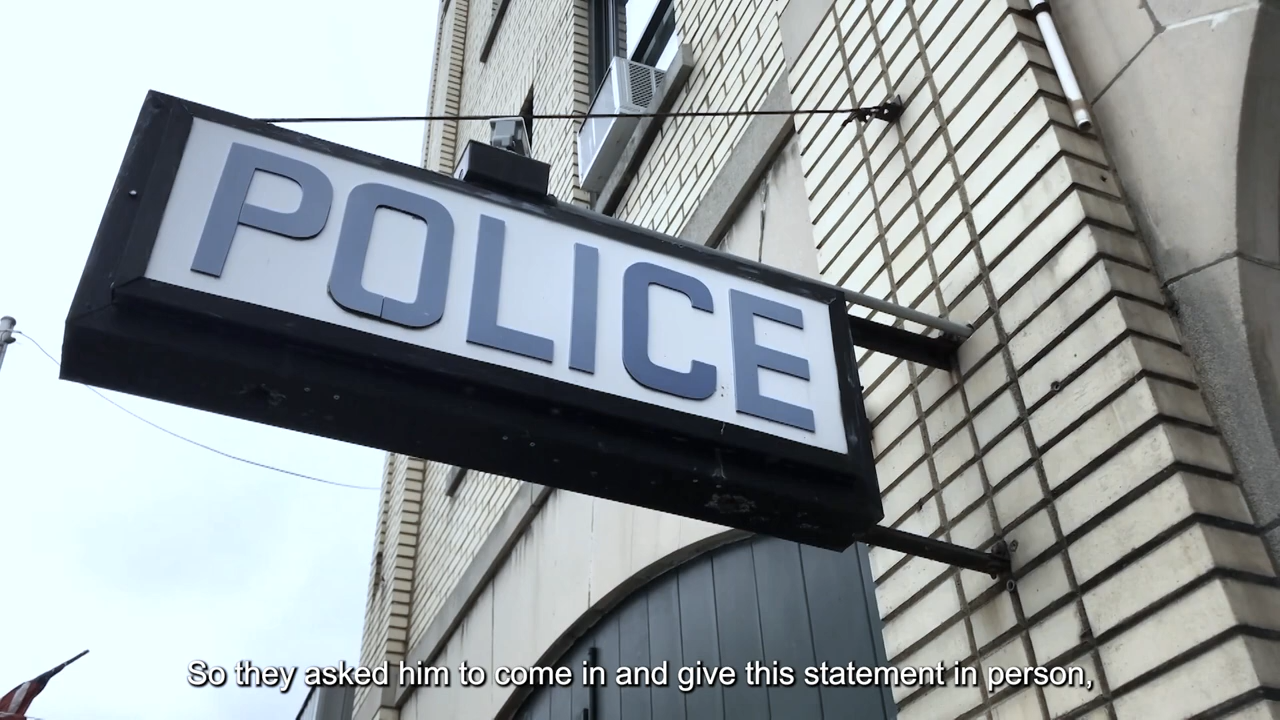 POLICE
So they asked him to come in and give this statement in person,